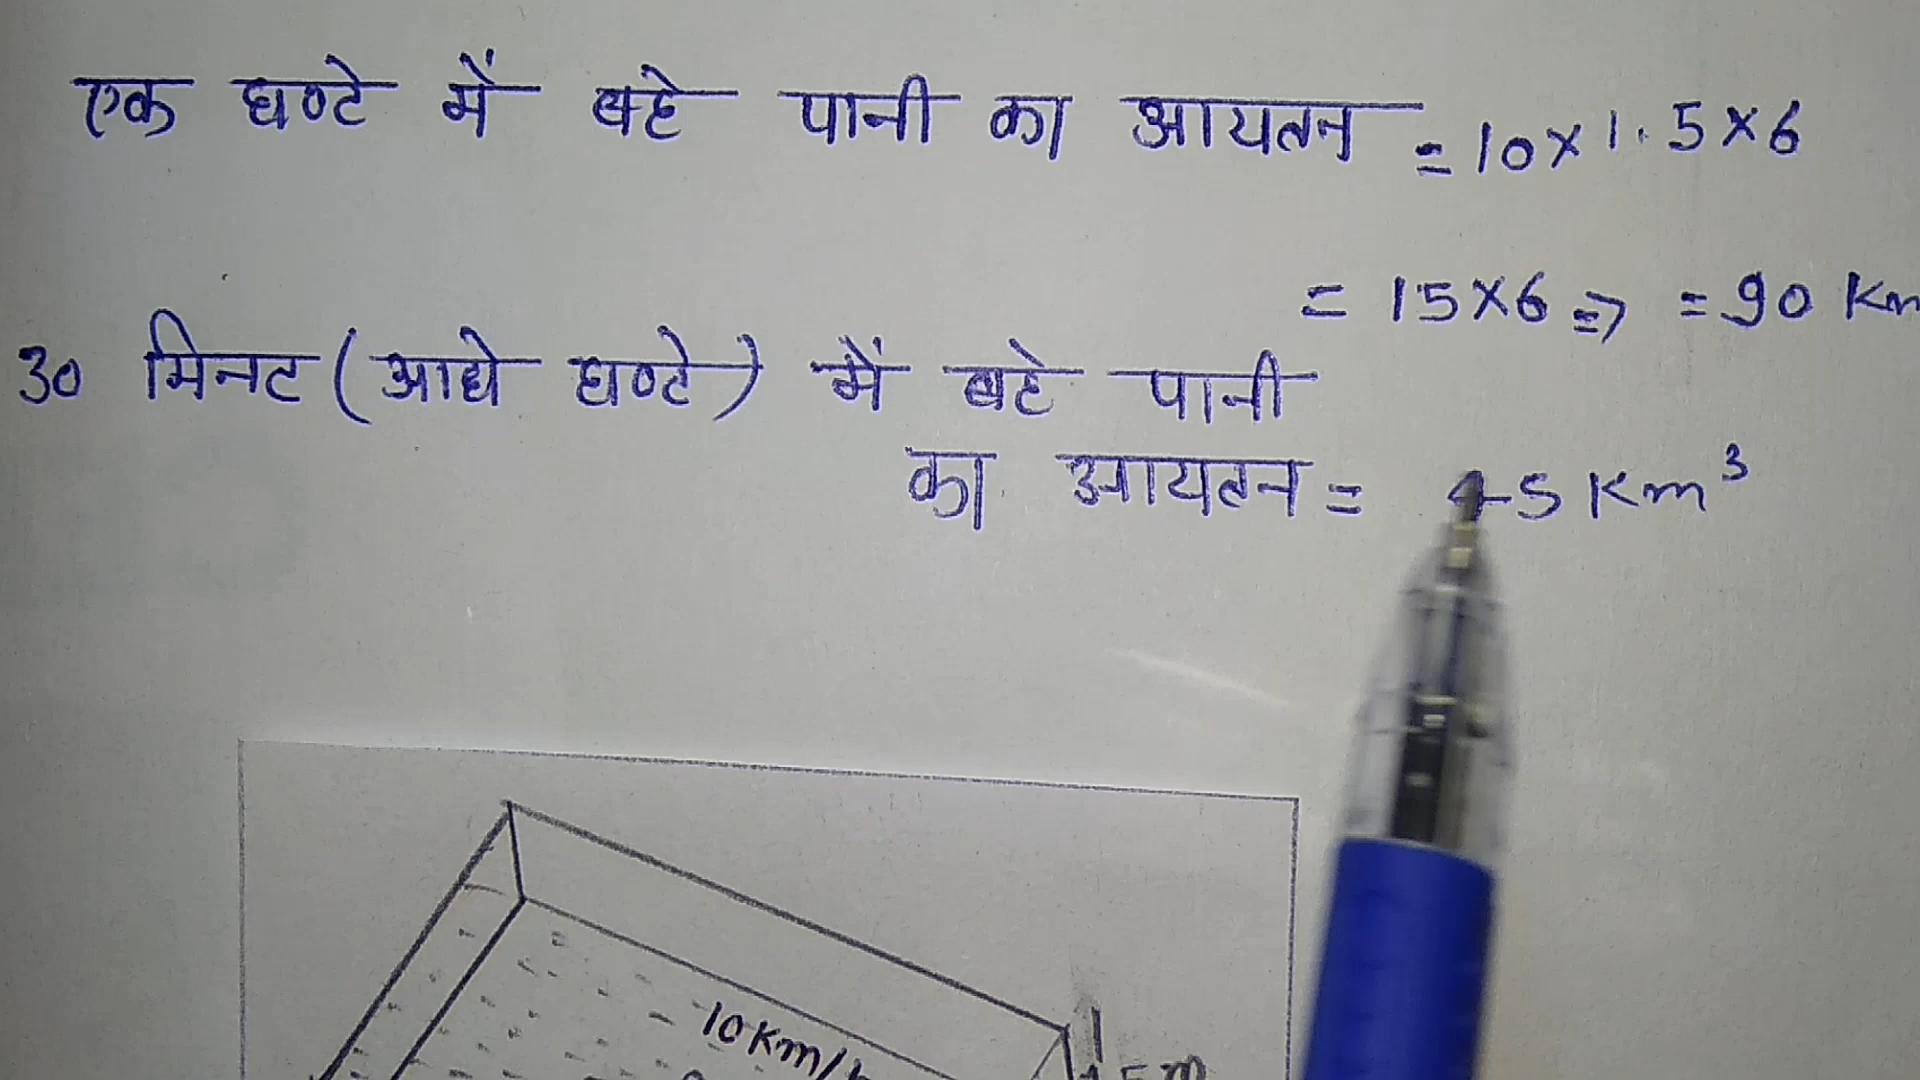 एक घण्टे में बहे पानी का आयतन = 10 × 1.5 × 6
= 15 × 6 => = 90 Km
30 मिनट (आधे घण्टे) में बहे पानी
का आयतन = 45 Km³
10 Km/h